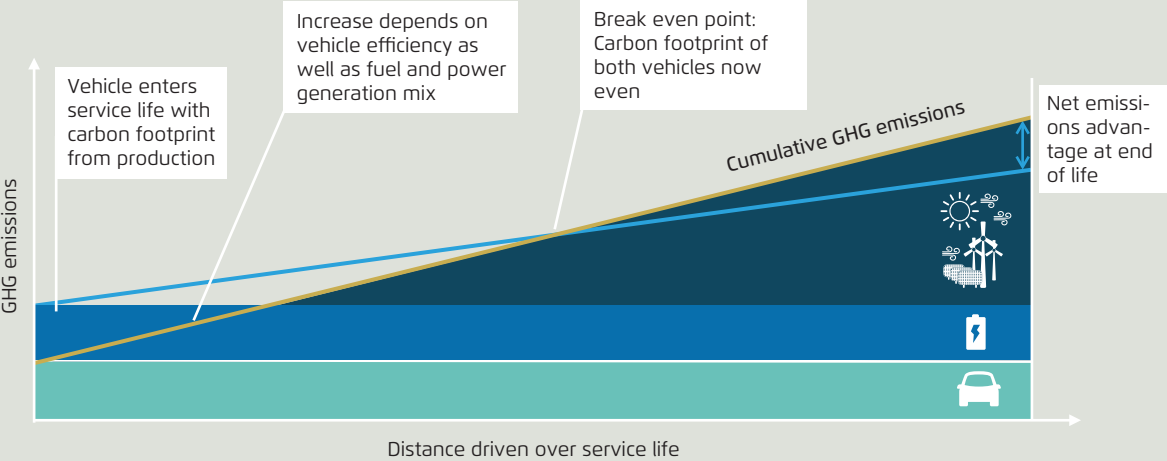 Increase depends on
vehicle efficiency as
well as fuel and power
generation mix
Break even point:
Carbon footprint of
both vehicles now
even
Vehicle enters
service life with
carbon footprint
from production
Net emissi-
ons advan-
tage at end
of life
Cumulative GHG emissions
GHG emissions
Distance driven over service life